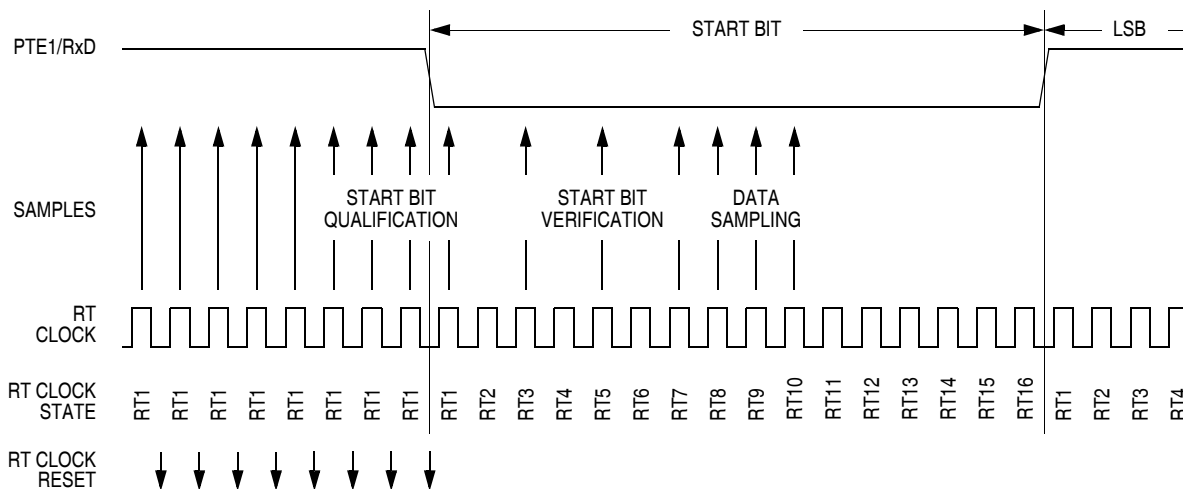 START BIT
LSB
PTE1/RxD
SAMPLES
START BIT
QUALIFICATION
START BIT
VERIFICATION
DATA
SAMPLING
RT
CLOCK
RT CLOCK
STATE
RT1 RT1 RT1 RT1 RT1 RT1 RT1 RT1 RT1 RT2 RT3 RT4 RT5 RT6 RT7 RT8 RT9 RT10 RT11 RT12 RT13 RT14 RT15 RT16 RT1 RT2 RT3 RT4
RT CLOCK
RESET